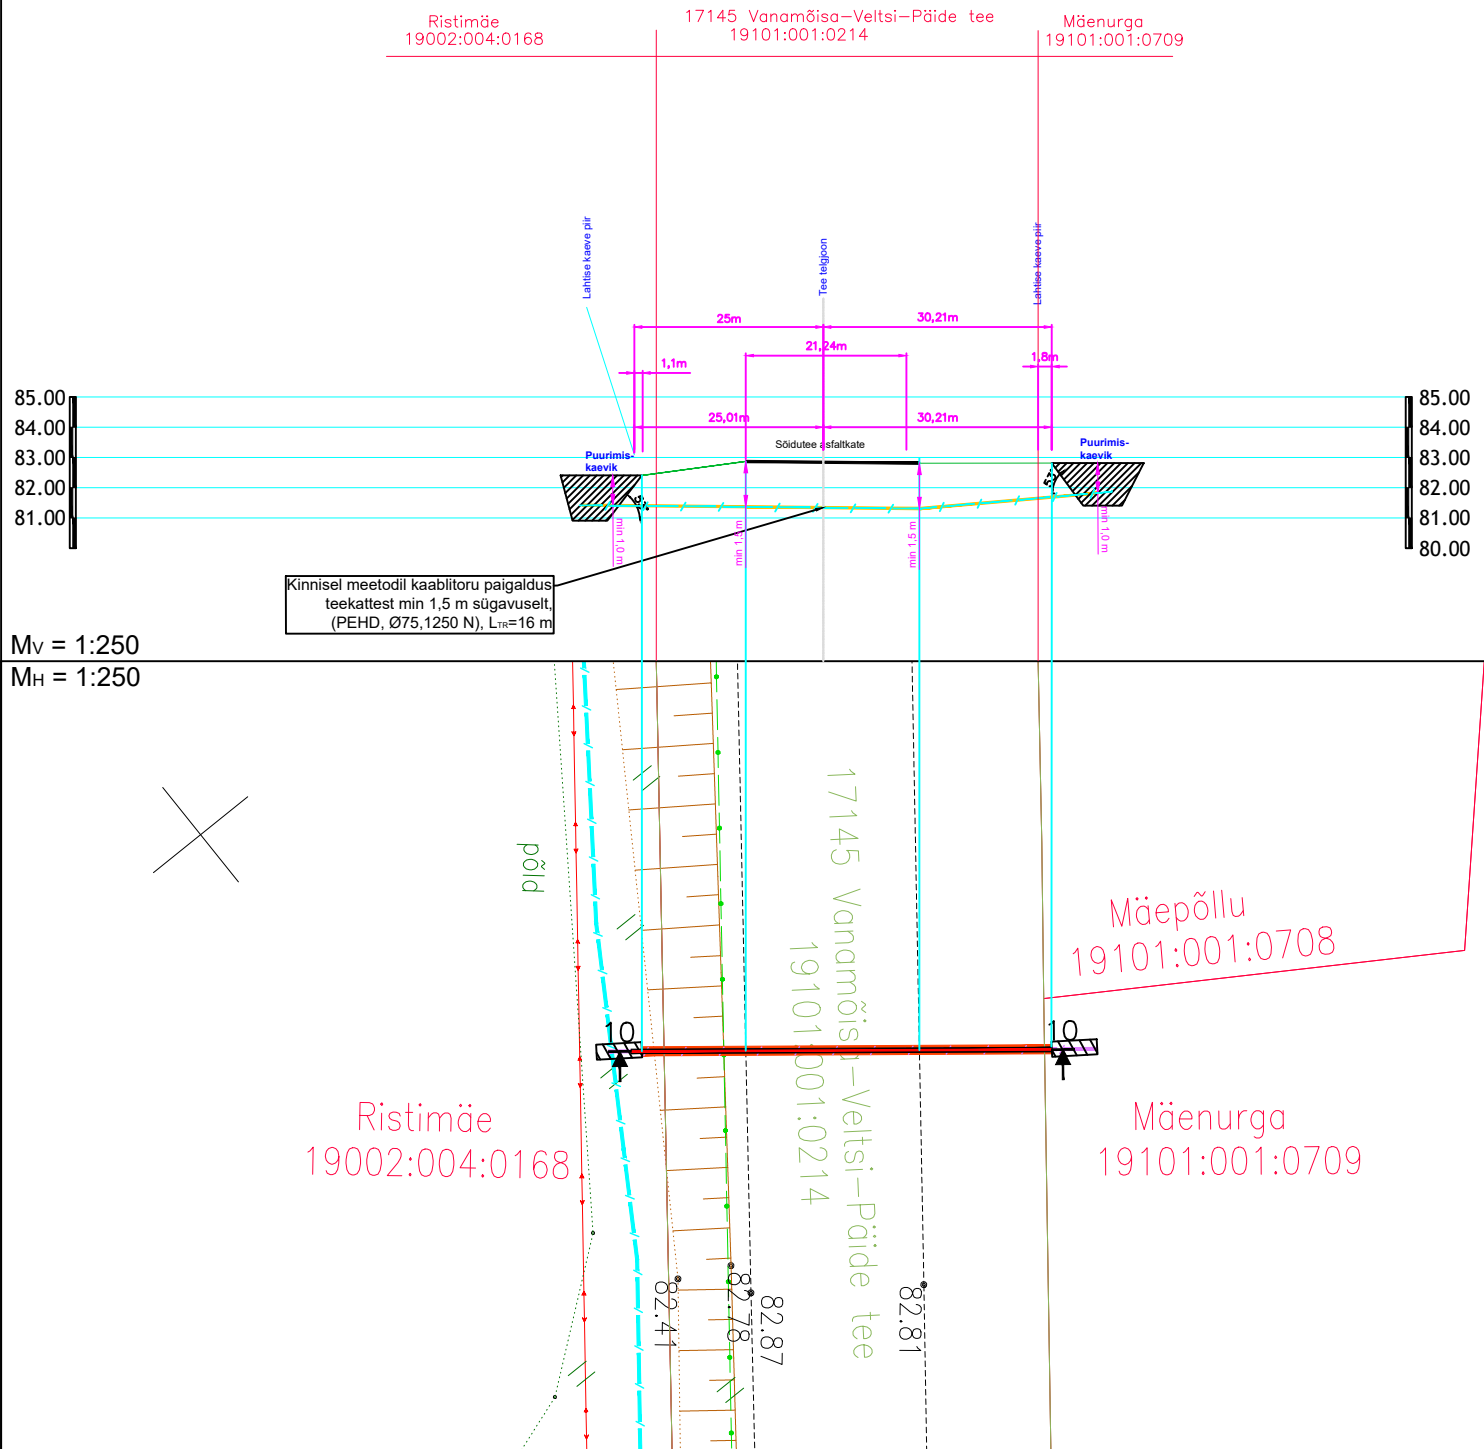 Ristimäe
19002:004:0168
17145 Vanamõisa-Veltsi-Päide tee
19101:001:0214
Mäenurga
19101:001:0709
Lahtise kaeve piir
Tee telgjoon
Lahtise kaeve piir
25m
30,21m
21,24m
1,1m
1,8m
25,01m
30,21m
85.00
84.00
83.00
82.00
81.00
85.00
84.00
83.00
82.00
81.00
80.00
Sõidutee asfaltkate
Puurimis-
kaevik
Puurimis-
kaevik
min 1,0 m
min 1,5 m
min 1,5 m
min 1,0 m
Kinnisel meetodil kaablitoru paigaldus
teekattest min 1,5 m sügavuselt,
(PEHD, Ø75,1250 N), LTR=16 m
MV = 1:250
MH = 1:250
põld
17145 Vanamõisa-Veltsi-Päide tee
19101:001:0214
Mäepõllu
19101:001:0708
10
10
Ristimäe
19002:004:0168
Mäenurga
19101:001:0709
82.41
82.78
82.87
82.81